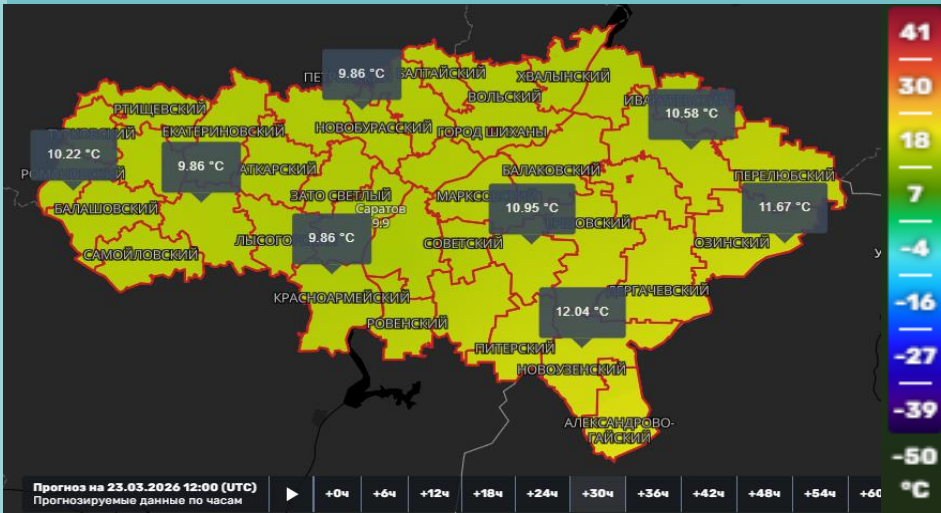 9.86 °C
БАЛТАЙСКИЙ
ХВАЛЫНСКИЙ
ВОЛЬСКИЙ
РТИЩЕВСКИЙ
10.58 °C
ЕКАТЕРИНОВСКИЙ
НОВОБУРАССКИЙ
ГОРОД ШИХАНЫ
10.22 °C
9.86 °C
АТКАРСКИЙ
БАЛАКОВСКИЙ
ПЕРЕЛЮБСКИЙ
ЗАТО СВЕТЛЫЙ
БАЛАШОВСКИЙ
Саратов
9.9
10.95 °C
11.67 °C
9.86 °C
СОВЕТСКИЙ
ОЗИНСКИЙ
САМОЙЛОВСКИЙ
КРАСНОАРМЕЙСКИЙ
ДЕРГАЧЕВСКИЙ
12.04 °C
РОВЕНСКИЙ
ПИТЕРСКИЙ
НОВОУЗЕНСКИЙ
АЛЕКСАНДРОВО-
ГАЙСКИЙ
41
30
18
7
-4
-16
-27
-39
-50
°C
Прогноз на 23.03.2026 12:00 (UTC)
Прогнозируемые данные по часам
+0ч +6ч +12ч +18ч +24ч +30ч +36ч +42ч +48ч +54ч +60